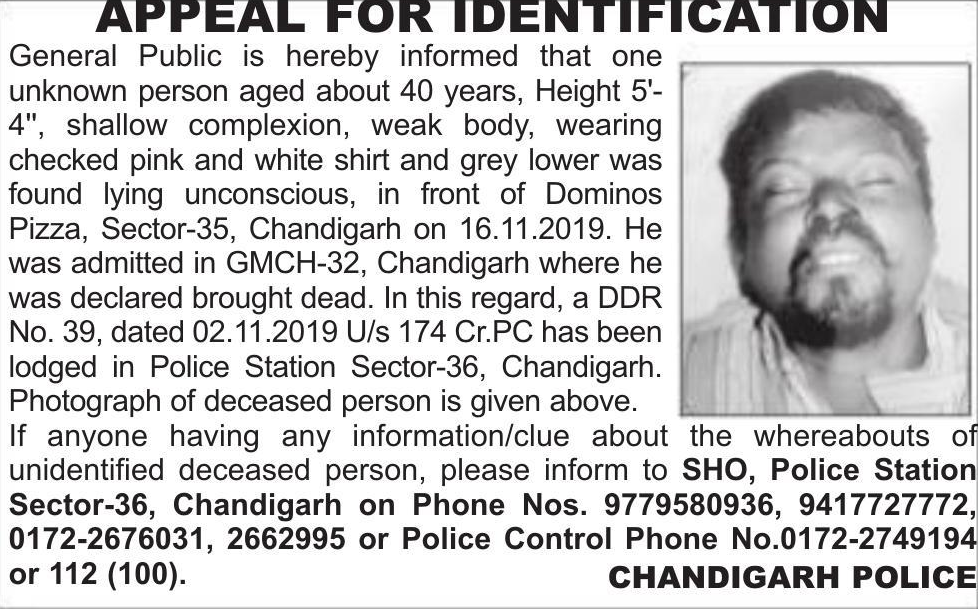 APPEAL FOR IDENTIFICATION
General Public is hereby informed that one
unknown person aged about 40 years, Height 5'-
4", shallow complexion, weak body, wearing
checked pink and white shirt and grey lower was
found lying unconscious, in front of Dominos
Pizza, Sector-35, Chandigarh on 16.11.2019. He
was admitted in GMCH-32, Chandigarh where he
was declared brought dead. In this regard, a DDR
No. 39, dated 02.11.2019 U/s 174 Cr.PC has been
lodged in Police Station Sector-36, Chandigarh.
Photograph of deceased person is given above.
If anyone having any information/clue about the whereabouts of
unidentified deceased person, please inform to SHO, Police Station
Sector-36, Chandigarh on Phone Nos. 9779580936, 9417727772,
0172-2676031, 2662995 or Police Control Phone No.0172-2749194
or 112 (100).
CHANDIGARH POLICE